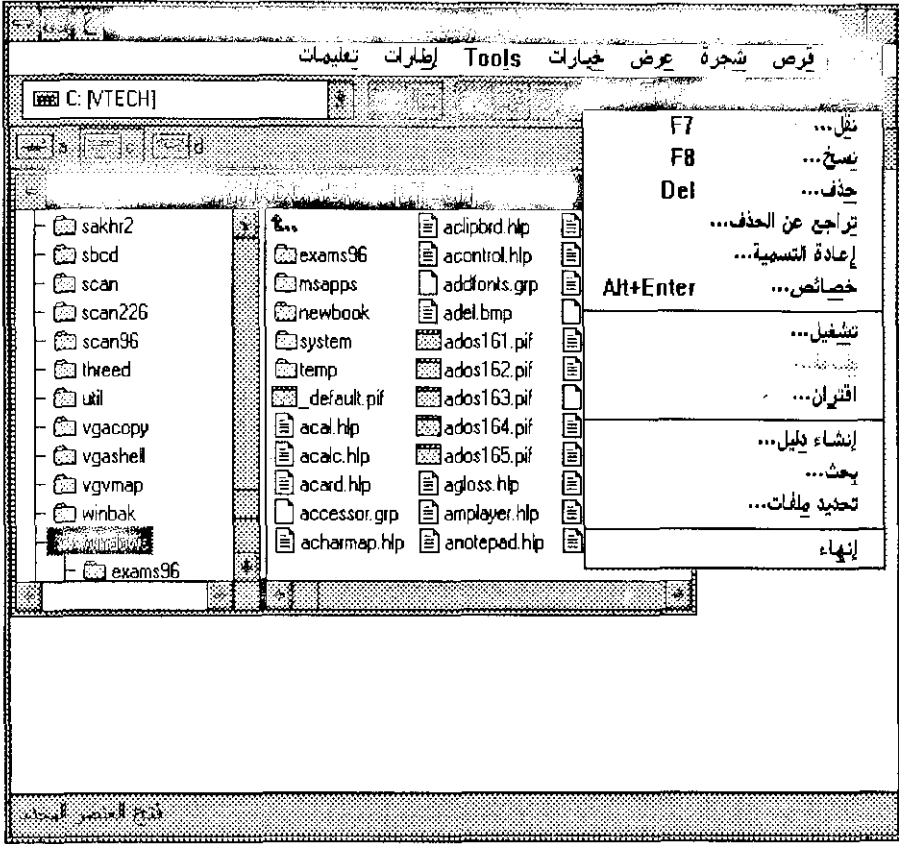 قرص شجرة عرض خيارات Tools إطارات تعليمات
C: [VTECH]
a c d
نقل... F7
نسخ... F8
حذف... Del
تراجع عن الحذف...
إعادة التسمية...
خصائص... Alt+Enter
تشغيل...
اقتران...
إنشاء دليل...
بحث...
تحديد ملفات...
إنهاء
sakhr2
sbcd
scan
scan226
scan96
threed
util
vgacopy
vgashell
vgvmap
winbak
exams96
exams96
msapps
newbook
system
temp
_default.pif
acal.hlp
acalc.hlp
acard.hlp
accessor.grp
acharmap.hlp
aclipbrd.hlp
acontrol.hlp
addfonts.grp
adel.bmp
ados161.pif
ados162.pif
ados163.pif
ados164.pif
ados165.pif
agloss.hlp
amplayer.hlp
anotepad.hlp
فتح العنصر